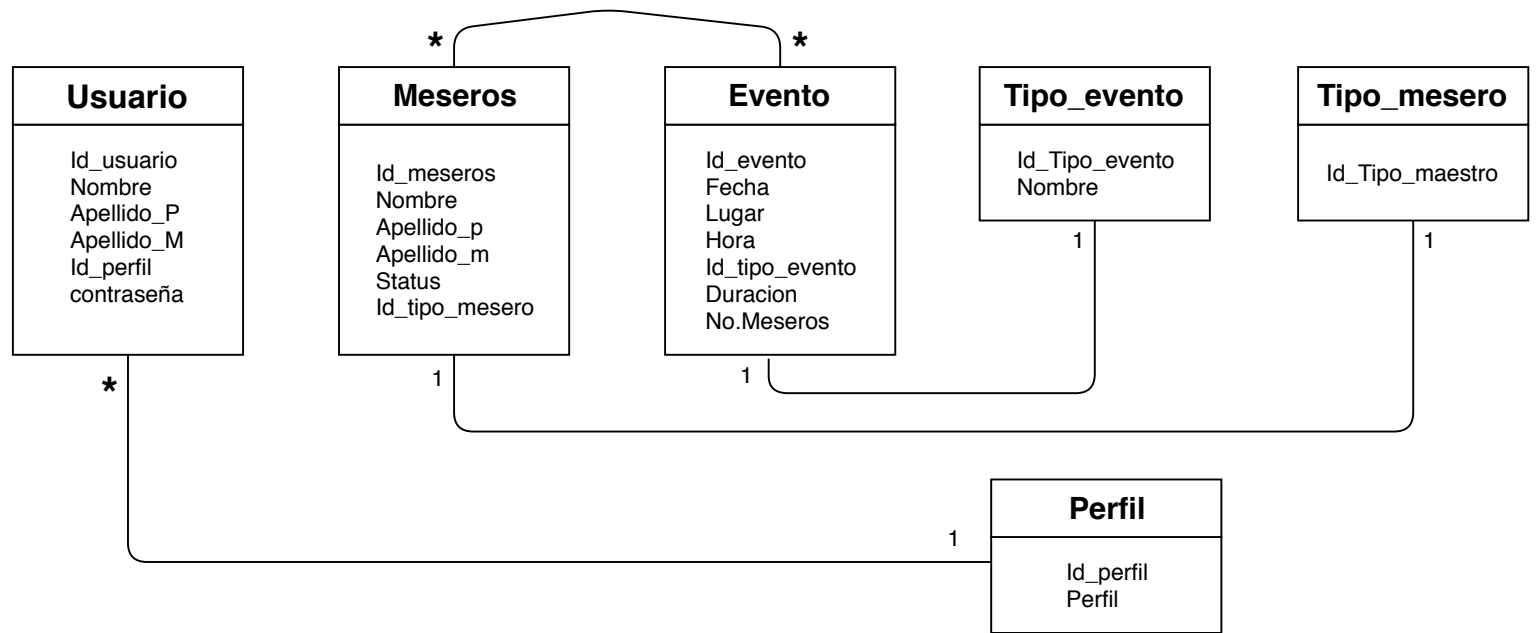 *
*
Usuario
Id_usuario
Nombre
Apellido_P
Apellido_M
Id_perfil
contraseña
*
Meseros
Id_meseros
Nombre
Apellido_p
Apellido_m
Status
Id_tipo_mesero
1
Evento
Id_evento
Fecha
Lugar
Hora
Id_tipo_evento
Duracion
No.Meseros
1
Tipo_evento
Id_Tipo_evento
Nombre
1
Tipo_mesero
Id_Tipo_maestro
1
1
Perfil
Id_perfil
Perfil